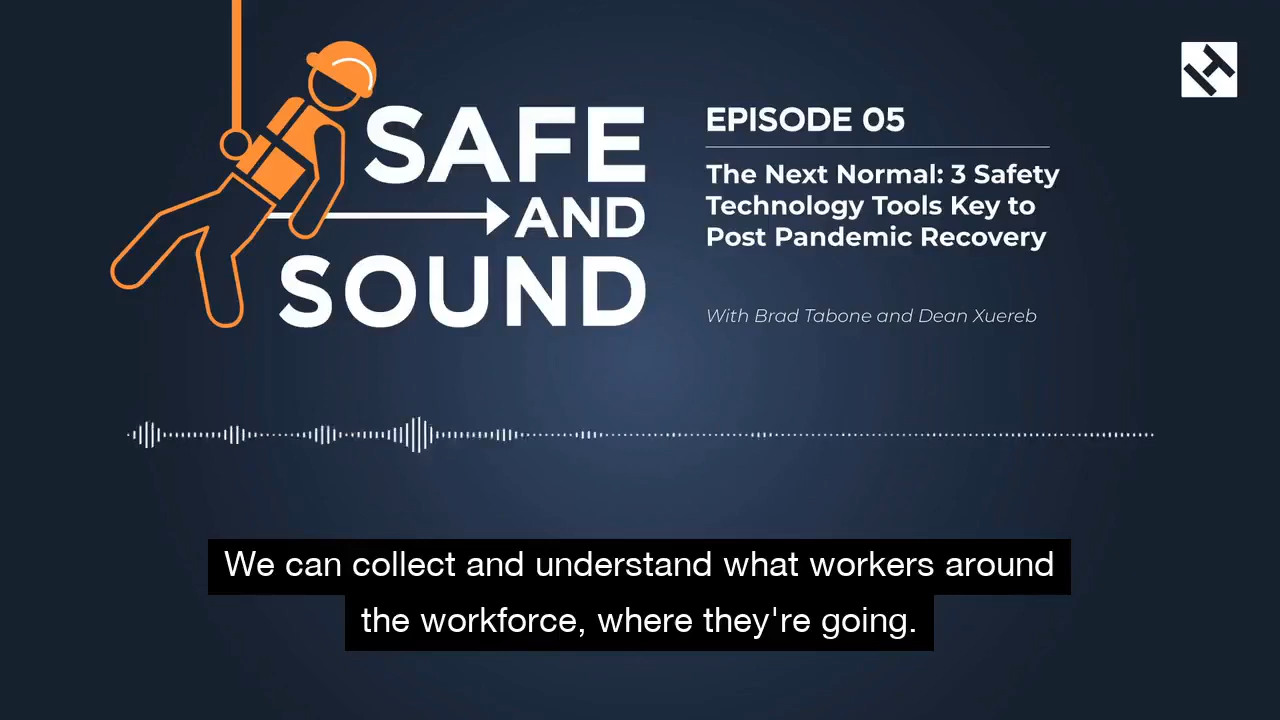 SAFE
AND
SOUND
EPISODE 05
The Next Normal: 3 Safety
Technology Tools Key to
Post Pandemic Recovery
With Brad Tabone and Dean Xuereb
We can collect and understand what workers around
the workforce, where they're going.